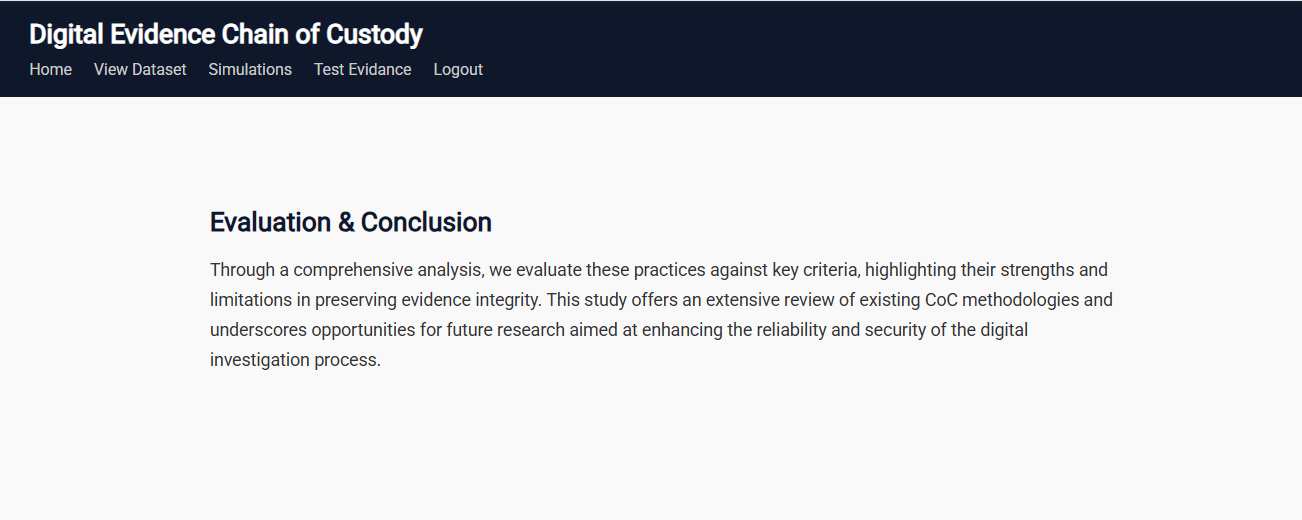 Digital Evidence Chain of Custody
Home View Dataset Simulations Test Evidance Logout
Evaluation & Conclusion
Through a comprehensive analysis, we evaluate these practices against key criteria, highlighting their strengths and
limitations in preserving evidence integrity. This study offers an extensive review of existing CoC methodologies and
underscores opportunities for future research aimed at enhancing the reliability and security of the digital
investigation process.